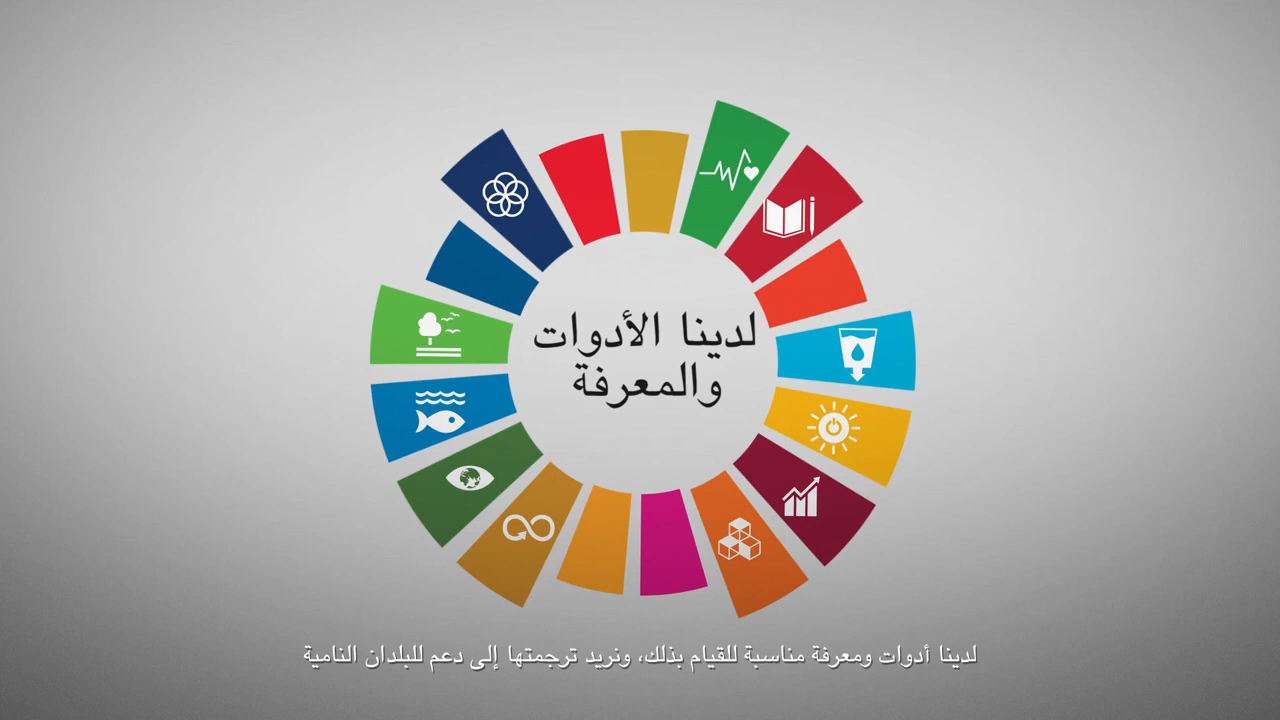 لدينا الأدوات
والمعرفة
لدينا أدوات ومعرفة مناسبة للقيام بذلك، ونريد ترجمتها إلى دعم للبلدان النامية